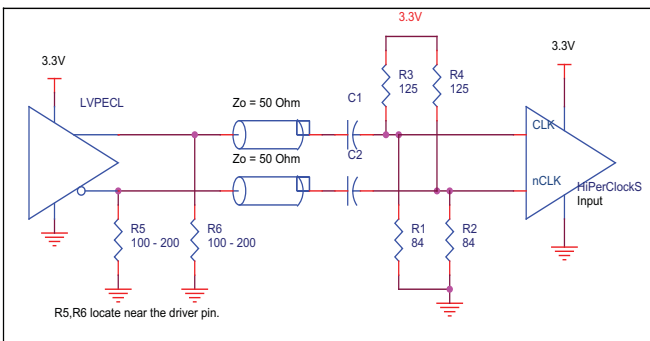 3.3V
3.3V
3.3V
LVPECL
R3
125
R4
125
Zo = 50 Ohm
C1
CLK
Zo = 50 Ohm
C2
nCLK
HiPerClockS
Input
R5
100 - 200
R6
100 - 200
R1
84
R2
84
R5,R6 locate near the driver pin.